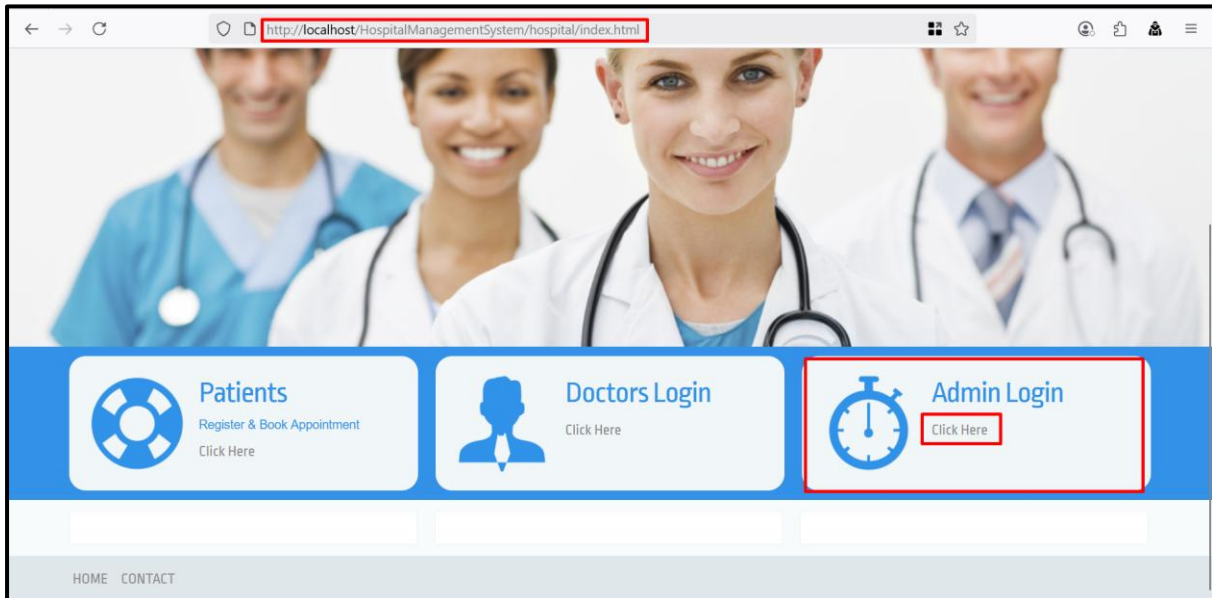 http://localhost/HospitalManagementSystem/hospital/index.html
Patients
Register & Book Appointment
Click Here
Doctors Login
Click Here
Admin Login
Click Here
HOME CONTACT